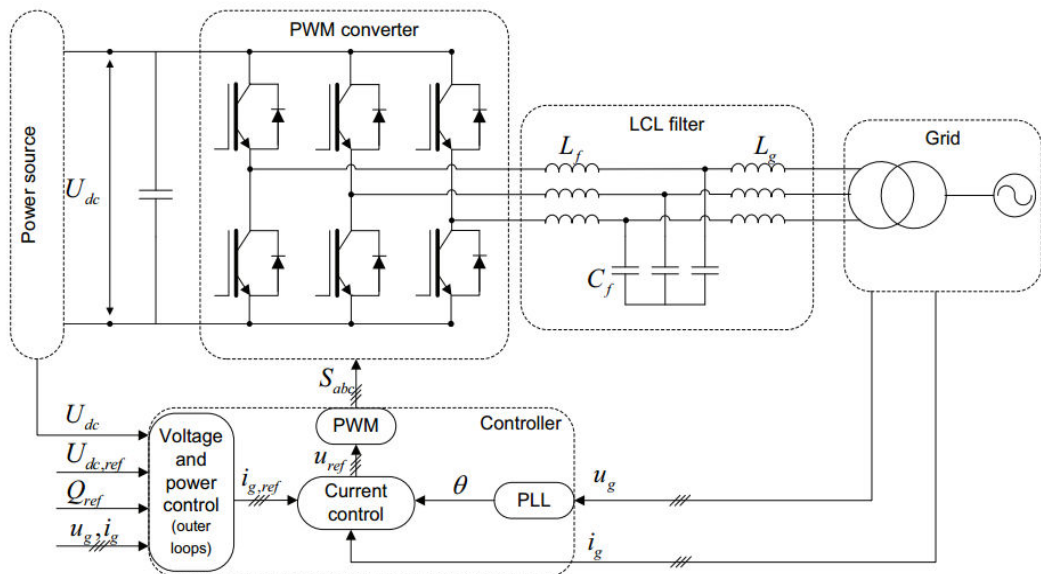 PWM converter
Power source
U_dc
LCL filter
L_f
L_g
C_f
Grid
S_abc
Controller
PWM
u_ref
U_dc
U_dc,ref
Q_ref
u_g, i_g
Voltage
and
power
control
(outer
loops)
i_g,ref
Current
control
θ
PLL
u_g
i_g